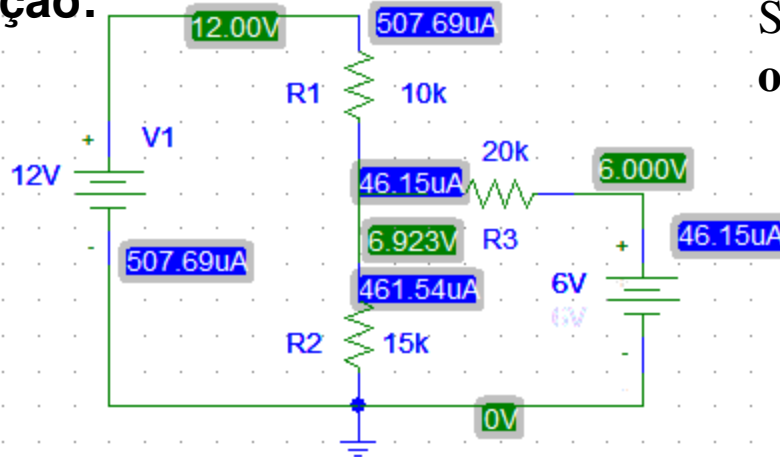 ção:
12.00V
507.69uA
S
o
R1 10k
+ V1
12V
20k
46.15uA
6.000V
6.923V R3
+ 46.15uA
-
507.69uA
461.54uA
6V
6V
R2 15k
-
0V